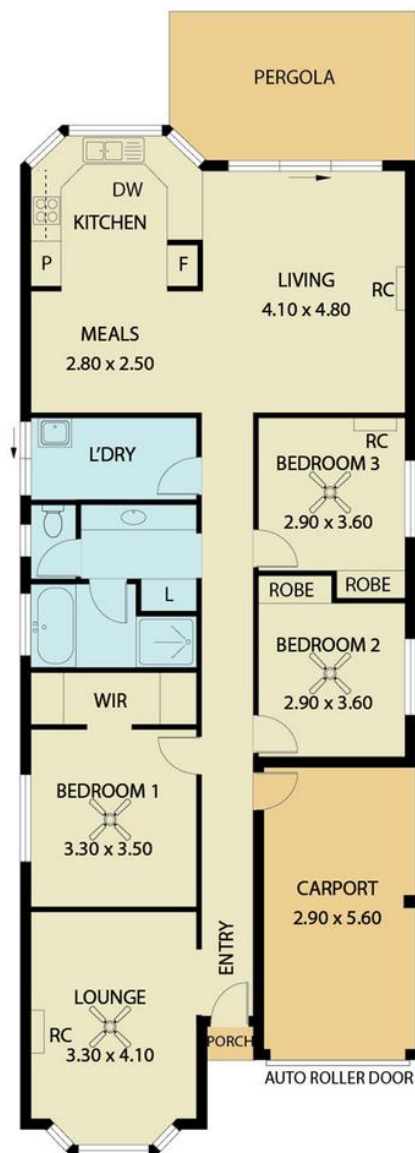 PERGOLA
DW
KITCHEN
P
F
LIVING
4.10 x 4.80
RC
MEALS
2.80 x 2.50
L'DRY
RC
BEDROOM 3
2.90 x 3.60
L
ROBE
ROBE
WIR
BEDROOM 2
2.90 x 3.60
BEDROOM 1
3.30 x 3.50
CARPORT
2.90 x 5.60
ENTRY
LOUNGE
RC
3.30 x 4.10
PORCH
AUTO ROLLER DOOR